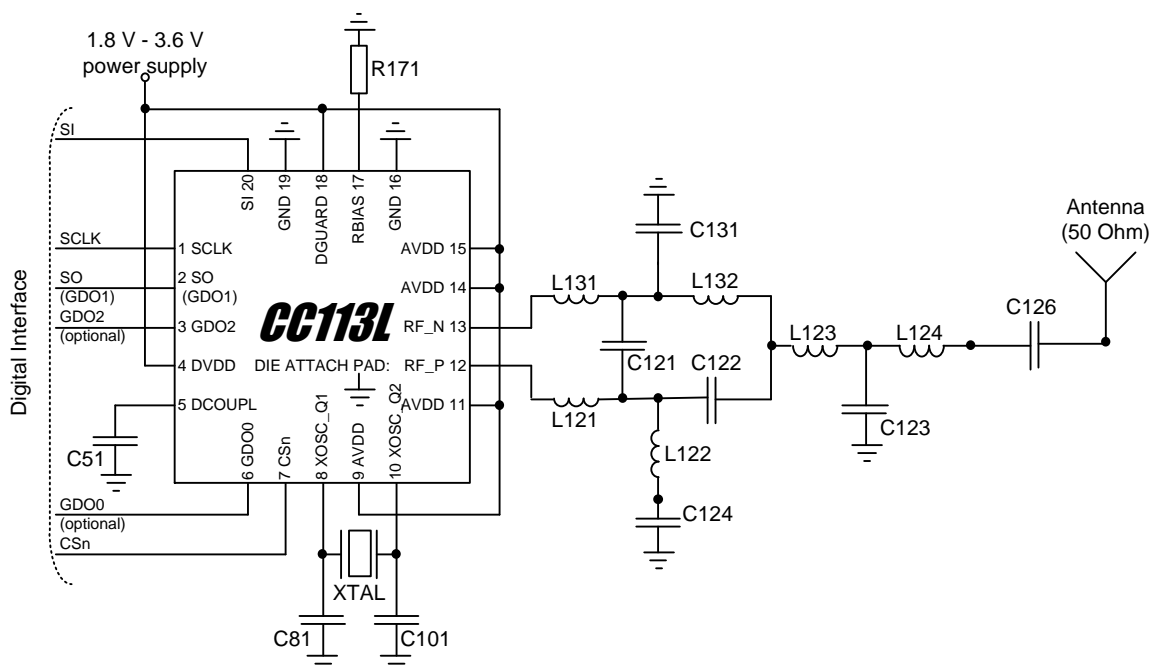 1.8 V - 3.6 V
power supply
R171
SI
SI 20
GND 19
DGUARD 18
RBIAS 17
GND 16
Antenna
(50 Ohm)
Digital Interface
SCLK
1 SCLK
AVDD 15
C131
SO
(GDO1)
2 SO
(GDO1)
AVDD 14
L131
L132
GDO2
(optional)
3 GDO2
CC113L
RF_N 13
C126
L123
L124
4 DVDD
DIE ATTACH PAD:
RF_P 12
C121
C122
5 DCOUPL
AVDD 11
L121
C123
C51
6 GDO0
7 CSn
8 XOSC_Q1
9 AVDD
10 XOSC_Q2
L122
GDO0
(optional)
C124
CSn
XTAL
C81
C101